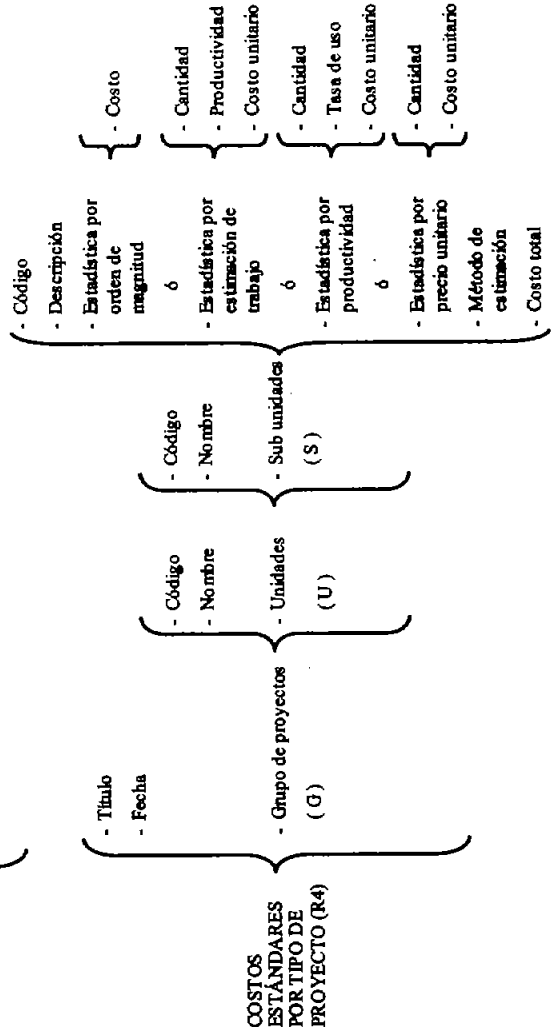 COSTOS
ESTÁNDARES
POR TIPO DE
PROYECTO (R4)
- Título
- Fecha
- Grupo de proyectos
( G )
- Código
- Nombre
- Unidades
( U )
- Código
- Nombre
- Sub unidades
( S )
- Código
- Descripción
- Estadística por
orden de
magnitud
- Costo
ó
- Estadística por
estimación de
trabajo
- Cantidad
- Productividad
- Costo unitario
ó
- Estadística por
productividad
- Cantidad
- Tasa de uso
- Costo unitario
ó
- Estadística por
precio unitario
- Cantidad
- Costo unitario
- Método de
estimación
- Costo total